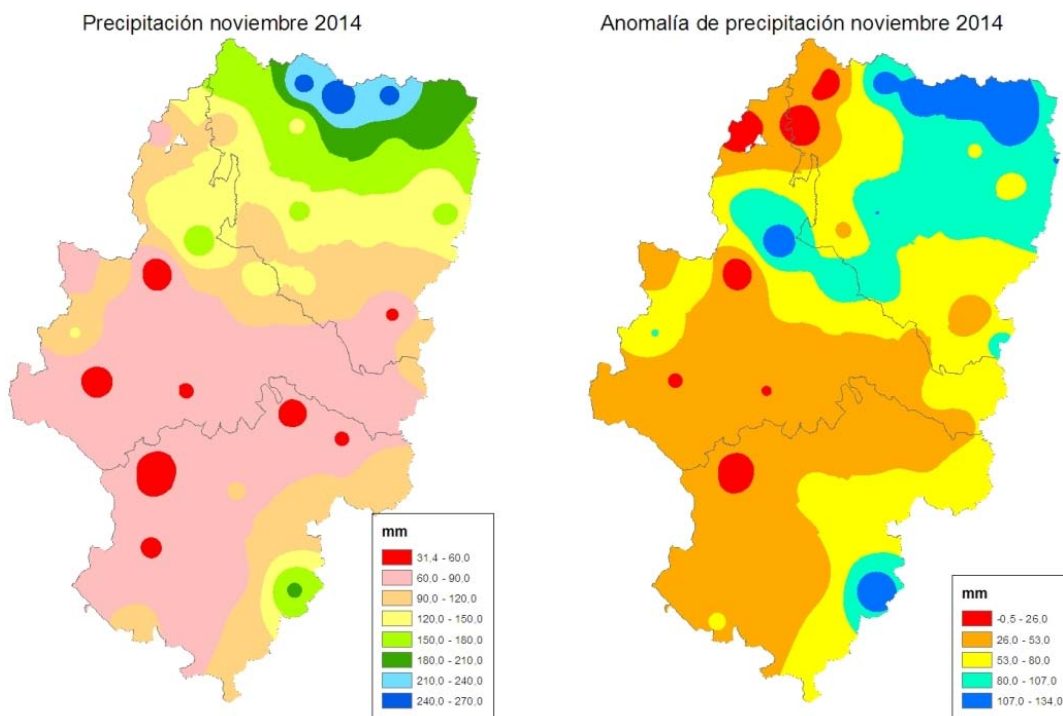 Precipitación noviembre 2014
Anomalía de precipitación noviembre 2014
mm
31,4 - 60,0
60,0 - 90,0
90,0 - 120,0
120,0 - 150,0
150,0 - 180,0
180,0 - 210,0
210,0 - 240,0
240,0 - 270,0
mm
-0,5 - 26,0
26,0 - 53,0
53,0 - 80,0
80,0 - 107,0
107,0 - 134,0